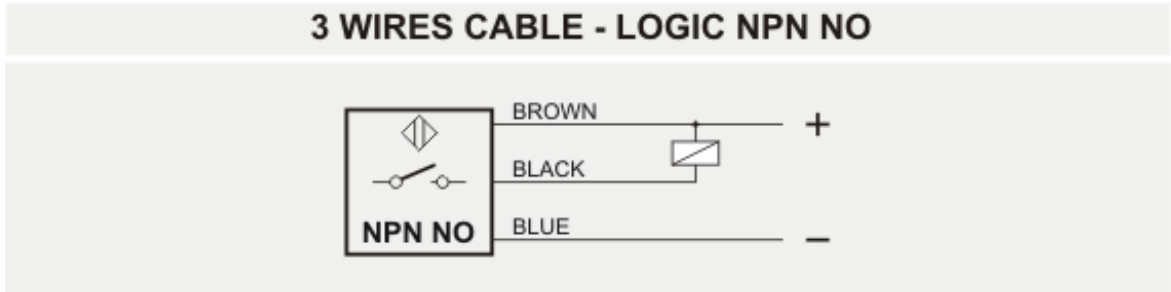 3 WIRES CABLE - LOGIC NPN NO
BROWN
+
BLACK
NPN NO
BLUE
–